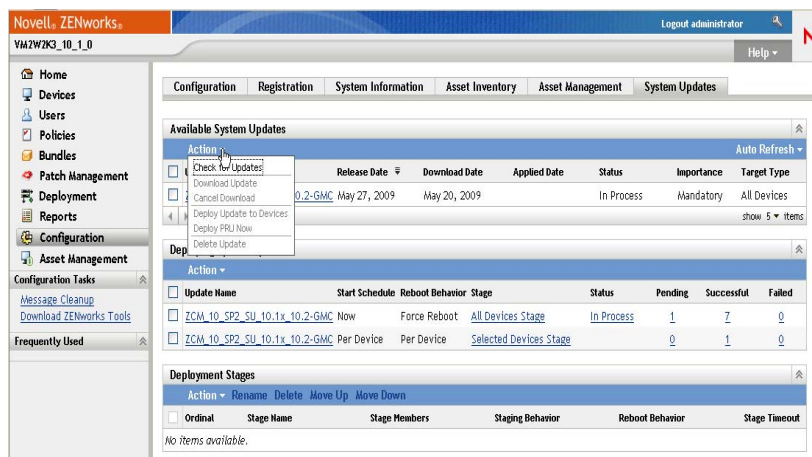 Novell® ZENworks®
Logout administrator
VM2W2K3_10_1_0
Help
Home
Devices
Users
Policies
Bundles
Patch Management
Deployment
Reports
Configuration
Asset Management
Configuration Tasks
Message Cleanup
Download ZENworks Tools
Frequently Used
N
Configuration Registration System Information Asset Inventory Asset Management System Updates
Available System Updates
Action Auto Refresh
Release Date Download Date Applied Date Status Importance Target Type
0.2-GMC May 27, 2009 May 20, 2009 In Process Mandatory All Devices
show 5 items
Check for Updates
Download Update
Cancel Download
Deploy Update to Devices
Deploy PRU Now
Delete Update
Dep
Action
Update Name Start Schedule Reboot Behavior Stage Status Pending Successful Failed
ZCM_10_SP2_SU_10.1x_10.2-GMC Now Force Reboot All Devices Stage In Process 1 7 0
ZCM_10_SP2_SU_10.1x_10.2-GMC Per Device Per Device Selected Devices Stage 0 1 0
Deployment Stages
Action Rename Delete Move Up Move Down
Ordinal Stage Name Stage Members Staging Behavior Reboot Behavior Stage Timeout
No items available.